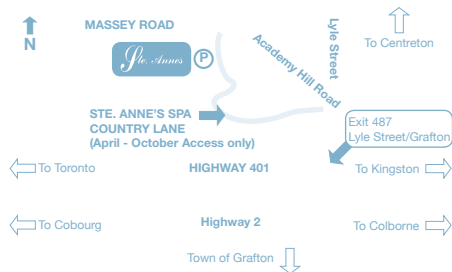 MASSEY ROAD
N
Ste. Annes
P
Academy Hill Road
Lyle Street
To Centreton
STE. ANNE'S SPA
COUNTRY LANE
(April - October Access only)
Exit 487
Lyle Street/Grafton
To Toronto
HIGHWAY 401
To Kingston
To Cobourg
Highway 2
To Colborne
Town of Grafton